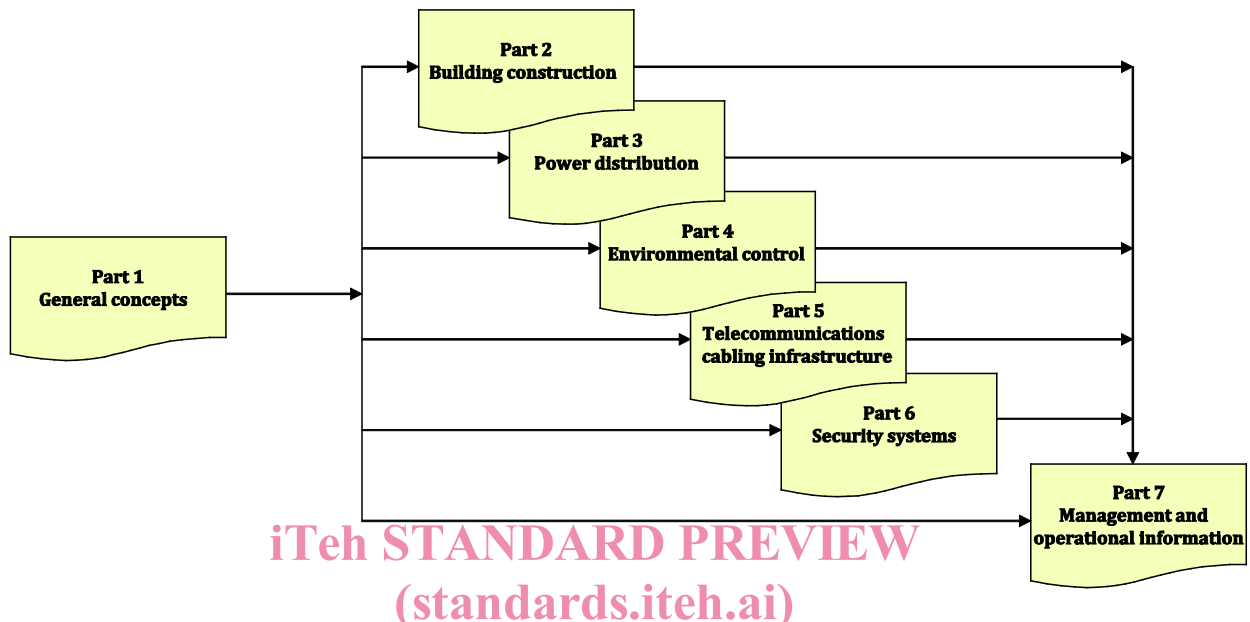 Part 2
Building construction
Part 3
Power distribution
Part 4
Environmental control
Part 1
General concepts
Part 5
Telecommunications
cabling infrastructure
Part 6
Security systems
Part 7
Management and
operational information
iTeh STANDARD PREVIEW
(standards.iteh.ai)